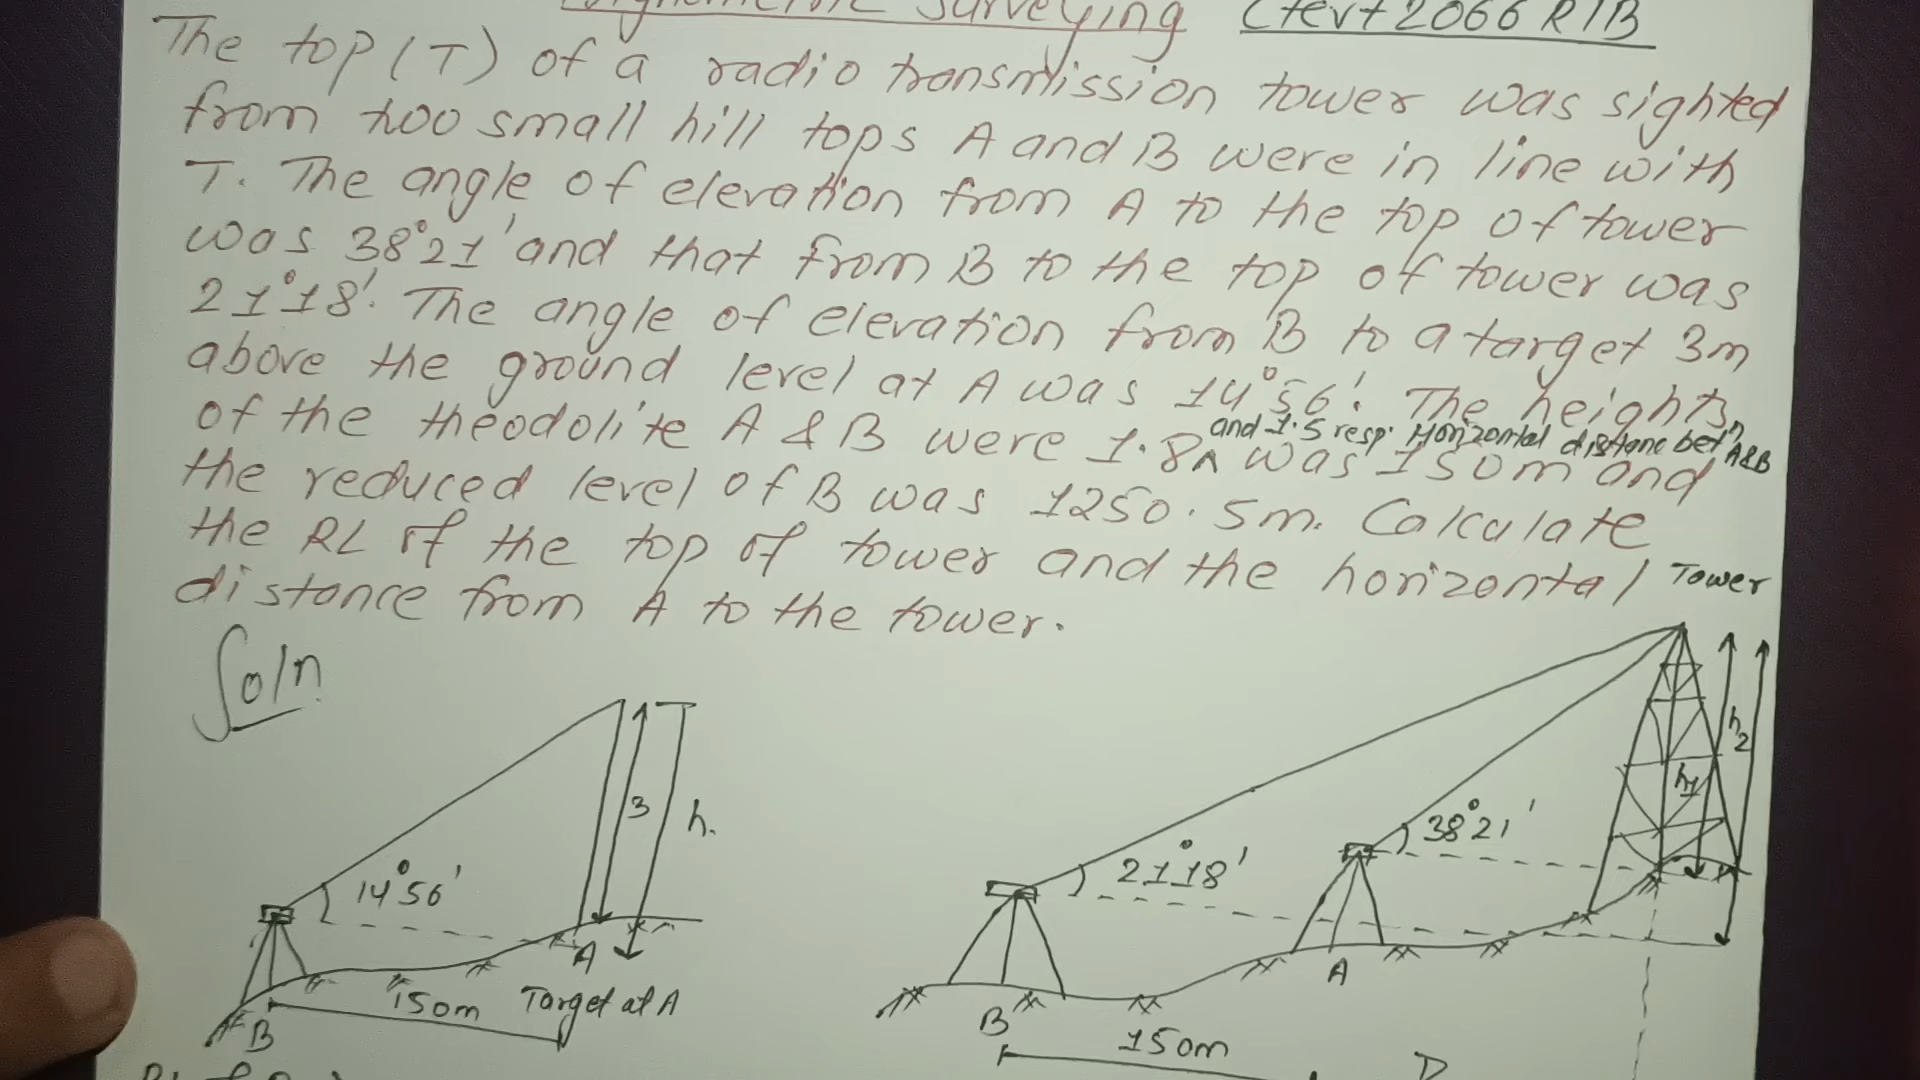 Surveying (Ctevt 2066 R/B
The top (T) of a radio transmission tower was sighted
from two small hill tops A and B were in line with
T. The angle of elevation from A to the top of tower
was 38°21' and that from B to the top of tower was
21°18'. The angle of elevation from B to a target 3m
above the ground level at A was 14°56'. The heights
of the theodolite A & B were 1.8 ^ was 150m and
and 1.5 resp. Horizontal distane bet^n A&B
the reduced level of B was 1250.5m. Calculate
the RL of the top of tower and the horizontal
distance from A to the tower.
Tower
Soln
h2
h1
3
h.
14°56'
21°18'
38°21'
A
B
150m
Target at A
A
B
150m
D